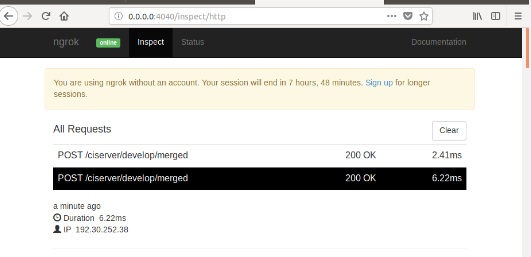 0.0.0.0:4040/inspect/http
ngrok online Inspect Status Documentation
You are using ngrok without an account. Your session will end in 7 hours, 48 minutes. Sign up for longer
sessions.
All Requests Clear
POST /ciserver/develop/merged 200 OK 2.41ms
POST /ciserver/develop/merged 200 OK 6.22ms
a minute ago
Duration 6.22ms
IP 192.30.252.38